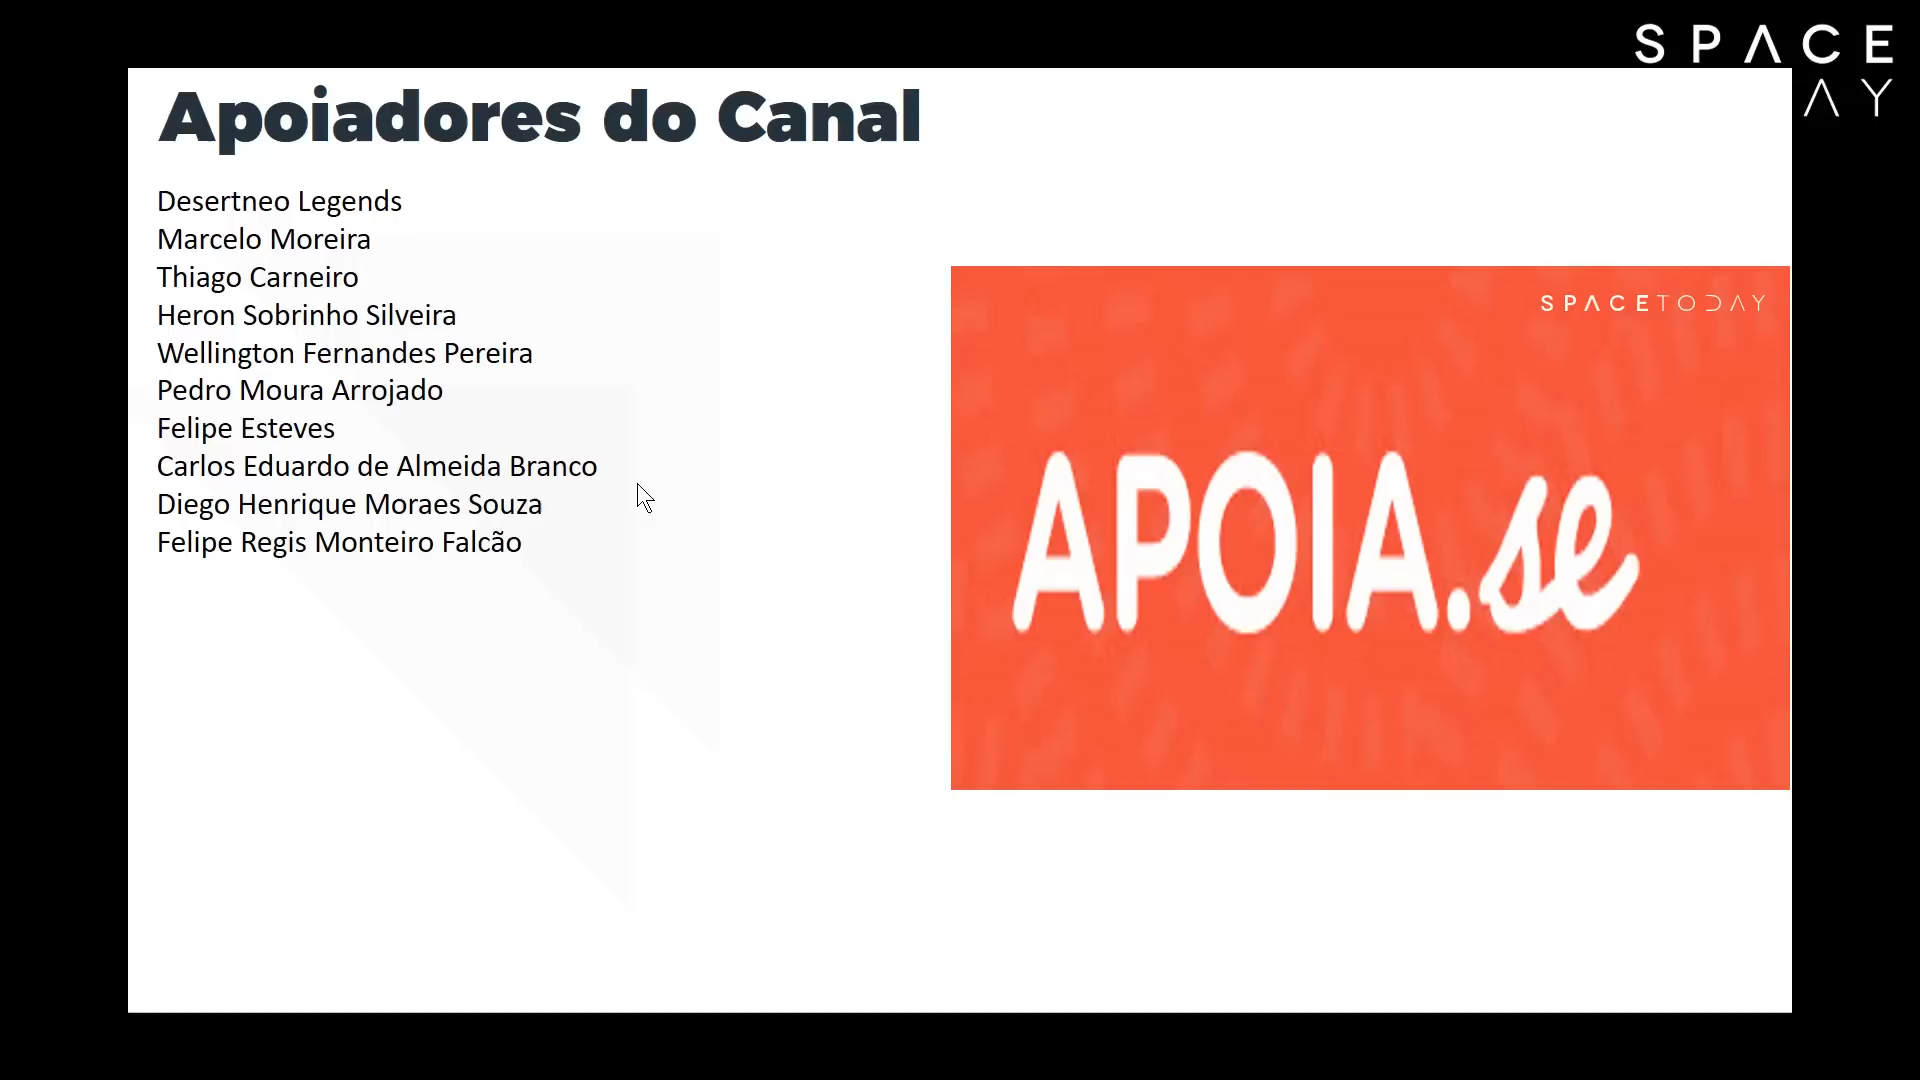 SPACE
AY
Apoiadores do Canal
Desertneo Legends
Marcelo Moreira
Thiago Carneiro
Heron Sobrinho Silveira
Wellington Fernandes Pereira
Pedro Moura Arrojado
Felipe Esteves
Carlos Eduardo de Almeida Branco
Diego Henrique Moraes Souza
Felipe Regis Monteiro Falcão
SPACETODAY
APOIA.se